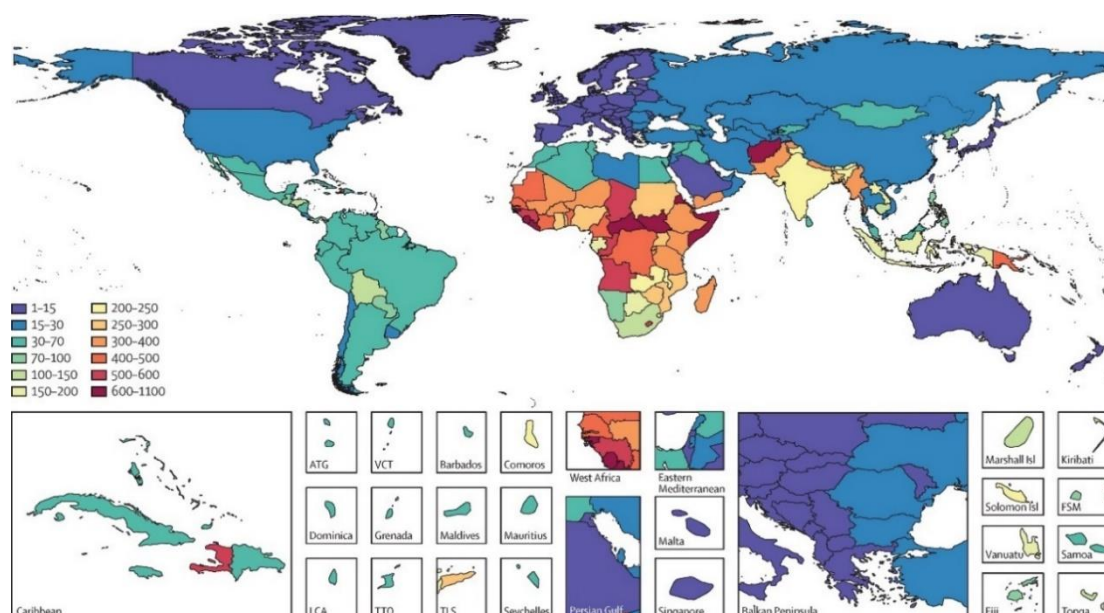 1–15
15–30
30–70
70–100
100–150
150–200
200–250
250–300
300–400
400–500
500–600
600–1100
Caribbean
ATG
VCT
Barbados
Comoros
West Africa
Eastern
Mediterranean
Marshall Isl
Kiribati
Dominica
Grenada
Maldives
Mauritius
Malta
Solomon Isl
FSM
Vanuatu
Samoa
LCA
TTO
TLS
Seychelles
Persian Gulf
Singapore
Balkan Peninsula
Fiji
Tonga